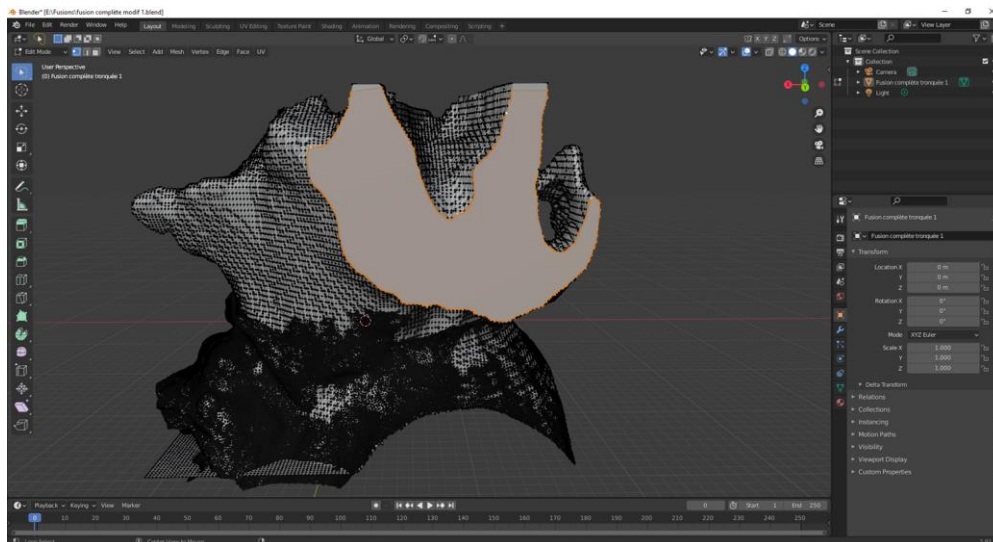 Blender* [E:\Fusions\fusion complète modif 1.blend]
File Edit Render Window Help Layout Modeling Sculpting UV Editing Texture Paint Shading Animation Rendering Compositing Scripting + Scene View Layer
Global Options
Edit Mode View Select Add Mesh Vertex Edge Face UV X Y Z
User Perspective
(0) Fusion complète tronquée 1
Scene Collection
Collection
Camera
Fusion complète tronquée 1
Light
Fusion complète tronquée 1
Fusion complète tronquée 1
Transform
Location X 0 m
Y 0 m
Z 0 m
Rotation X 0°
Y 0°
Z 0°
Mode XYZ Euler
Scale X 1.000
Y 1.000
Z 1.000
Delta Transform
Relations
Collections
Instancing
Motion Paths
Visibility
Viewport Display
Custom Properties
Playback Keying View Marker 0 Start 1 End 250
0 10 20 30 40 50 60 70 80 90 100 110 120 130 140 150 160 170 180 190 200 210 220 230 240 250